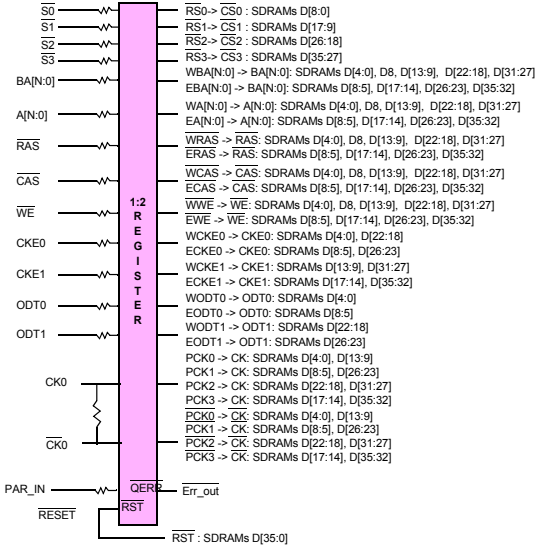 S0
S1
S2
S3
BA[N:0]
A[N:0]
RAS
CAS
WE
CKE0
CKE1
ODT0
ODT1
CK0
CK0
PAR_IN
RESET
1:2
R
E
G
I
S
T
E
R
QERR
RST
RS0-> CS0 : SDRAMs D[8:0]
RS1-> CS1 : SDRAMs D[17:9]
RS2-> CS2 : SDRAMs D[26:18]
RS3-> CS3 : SDRAMs D[35:27]
WBA[N:0] -> BA[N:0]: SDRAMs D[4:0], D8, D[13:9], D[22:18], D[31:27]
EBA[N:0] -> BA[N:0]: SDRAMs D[8:5], D[17:14], D[26:23], D[35:32]
WA[N:0] -> A[N:0]: SDRAMs D[4:0], D8, D[13:9], D[22:18], D[31:27]
EA[N:0] -> A[N:0]: SDRAMs D[8:5], D[17:14], D[26:23], D[35:32]
WRAS -> RAS: SDRAMs D[4:0], D8, D[13:9], D[22:18], D[31:27]
ERAS -> RAS: SDRAMs D[8:5], D[17:14], D[26:23], D[35:32]
WCAS -> CAS: SDRAMs D[4:0], D8, D[13:9], D[22:18], D[31:27]
ECAS -> CAS: SDRAMs D[8:5], D[17:14], D[26:23], D[35:32]
WWE -> WE: SDRAMs D[4:0], D8, D[13:9], D[22:18], D[31:27]
EWE -> WE: SDRAMs D[8:5], D[17:14], D[26:23], D[35:32]
WCKE0 -> CKE0: SDRAMs D[4:0], D[22:18]
ECKE0 -> CKE0: SDRAMs D[8:5], D[26:23]
WCKE1 -> CKE1: SDRAMs D[13:9], D[31:27]
ECKE1 -> CKE1: SDRAMs D[17:14], D[35:32]
WODT0 -> ODT0: SDRAMs D[4:0]
EODT0 -> ODT0: SDRAMs D[8:5]
WODT1 -> ODT1: SDRAMs D[22:18]
EODT1 -> ODT1: SDRAMs D[26:23]
PCK0 -> CK: SDRAMs D[4:0], D[13:9]
PCK1 -> CK: SDRAMs D[8:5], D[26:23]
PCK2 -> CK: SDRAMs D[22:18], D[31:27]
PCK3 -> CK: SDRAMs D[17:14], D[35:32]
PCK0 -> CK: SDRAMs D[4:0], D[13:9]
PCK1 -> CK: SDRAMs D[8:5], D[26:23]
PCK2 -> CK: SDRAMs D[22:18], D[31:27]
PCK3 -> CK: SDRAMs D[17:14], D[35:32]
Err_out
RST : SDRAMs D[35:0]